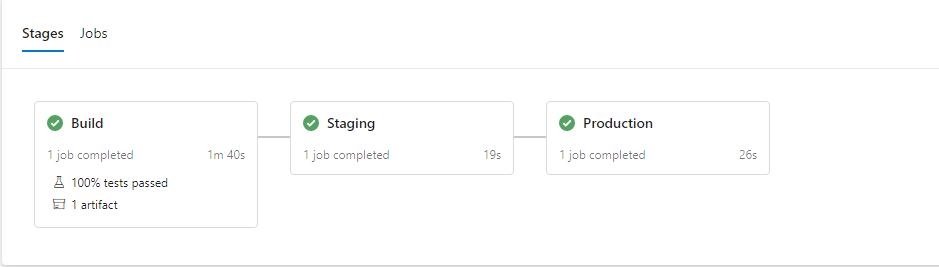 Stages Jobs
Build
1 job completed 1m 40s
100% tests passed
1 artifact
Staging
1 job completed 19s
Production
1 job completed 26s